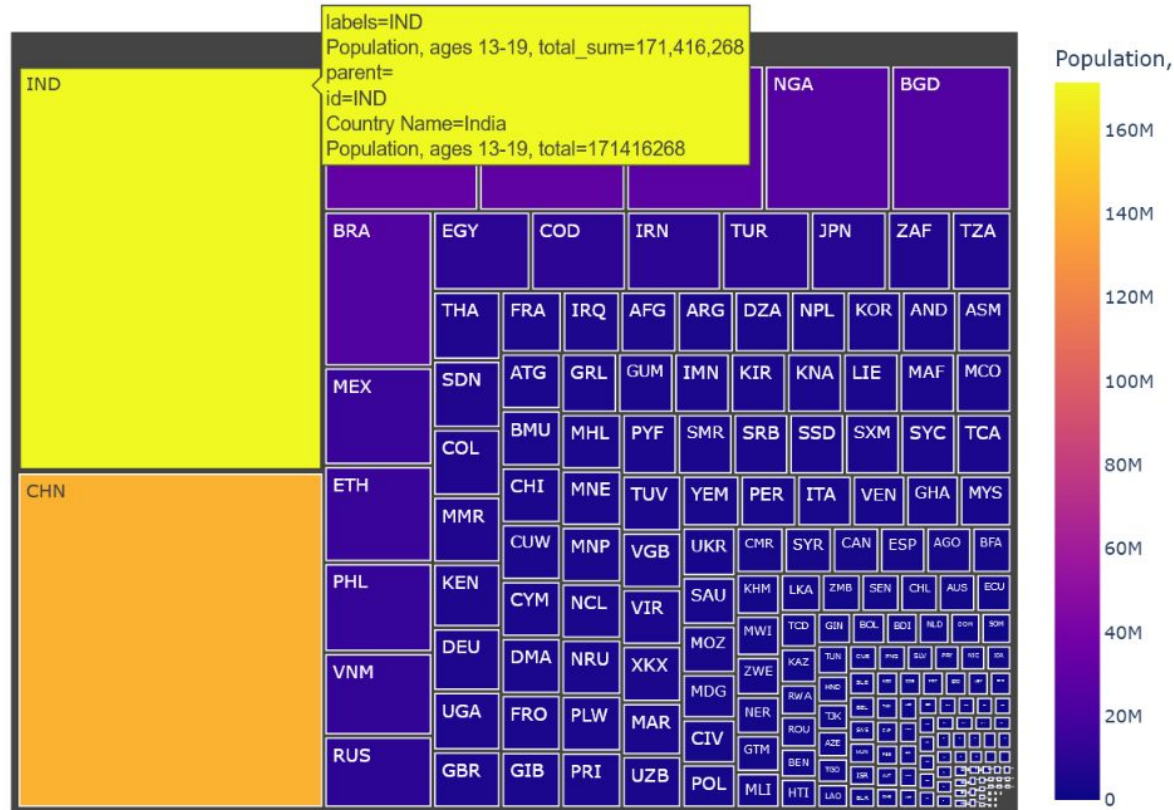 labels=IND
Population, ages 13-19, total_sum=171,416,268
parent=
id=IND
Country Name=India
Population, ages 13-19, total=171416268
IND
NGA BGD
CHN
BRA EGY COD IRN TUR JPN ZAF TZA
THA FRA IRQ AFG ARG DZA NPL KOR AND ASM
MEX SDN ATG GRL GUM IMN KIR KNA LIE MAF MCO
COL BMU MHL PYF SMR SRB SSD SXM SYC TCA
ETH MMR CHI MNE TUV YEM PER ITA VEN GHA MYS
CUW MNP VGB UKR CMR SYR CAN ESP AGO BFA
PHL KEN CYM NCL VIR SAU KHM LKA ZMB SEN CHL AUS ECU
DEU DMA NRU XKX MOZ MWI TCD GIN BOL BDI NLD DOM SOM
VNM UGA FRO PLW MAR MDG ZWE KAZ TUN
RUS GBR GIB PRI UZB CIV NER RWA HND
POL GTM ROU TJK
MLI BEN AZE
HTI TGO
LAO
Population,
160M
140M
120M
100M
80M
60M
40M
20M
0